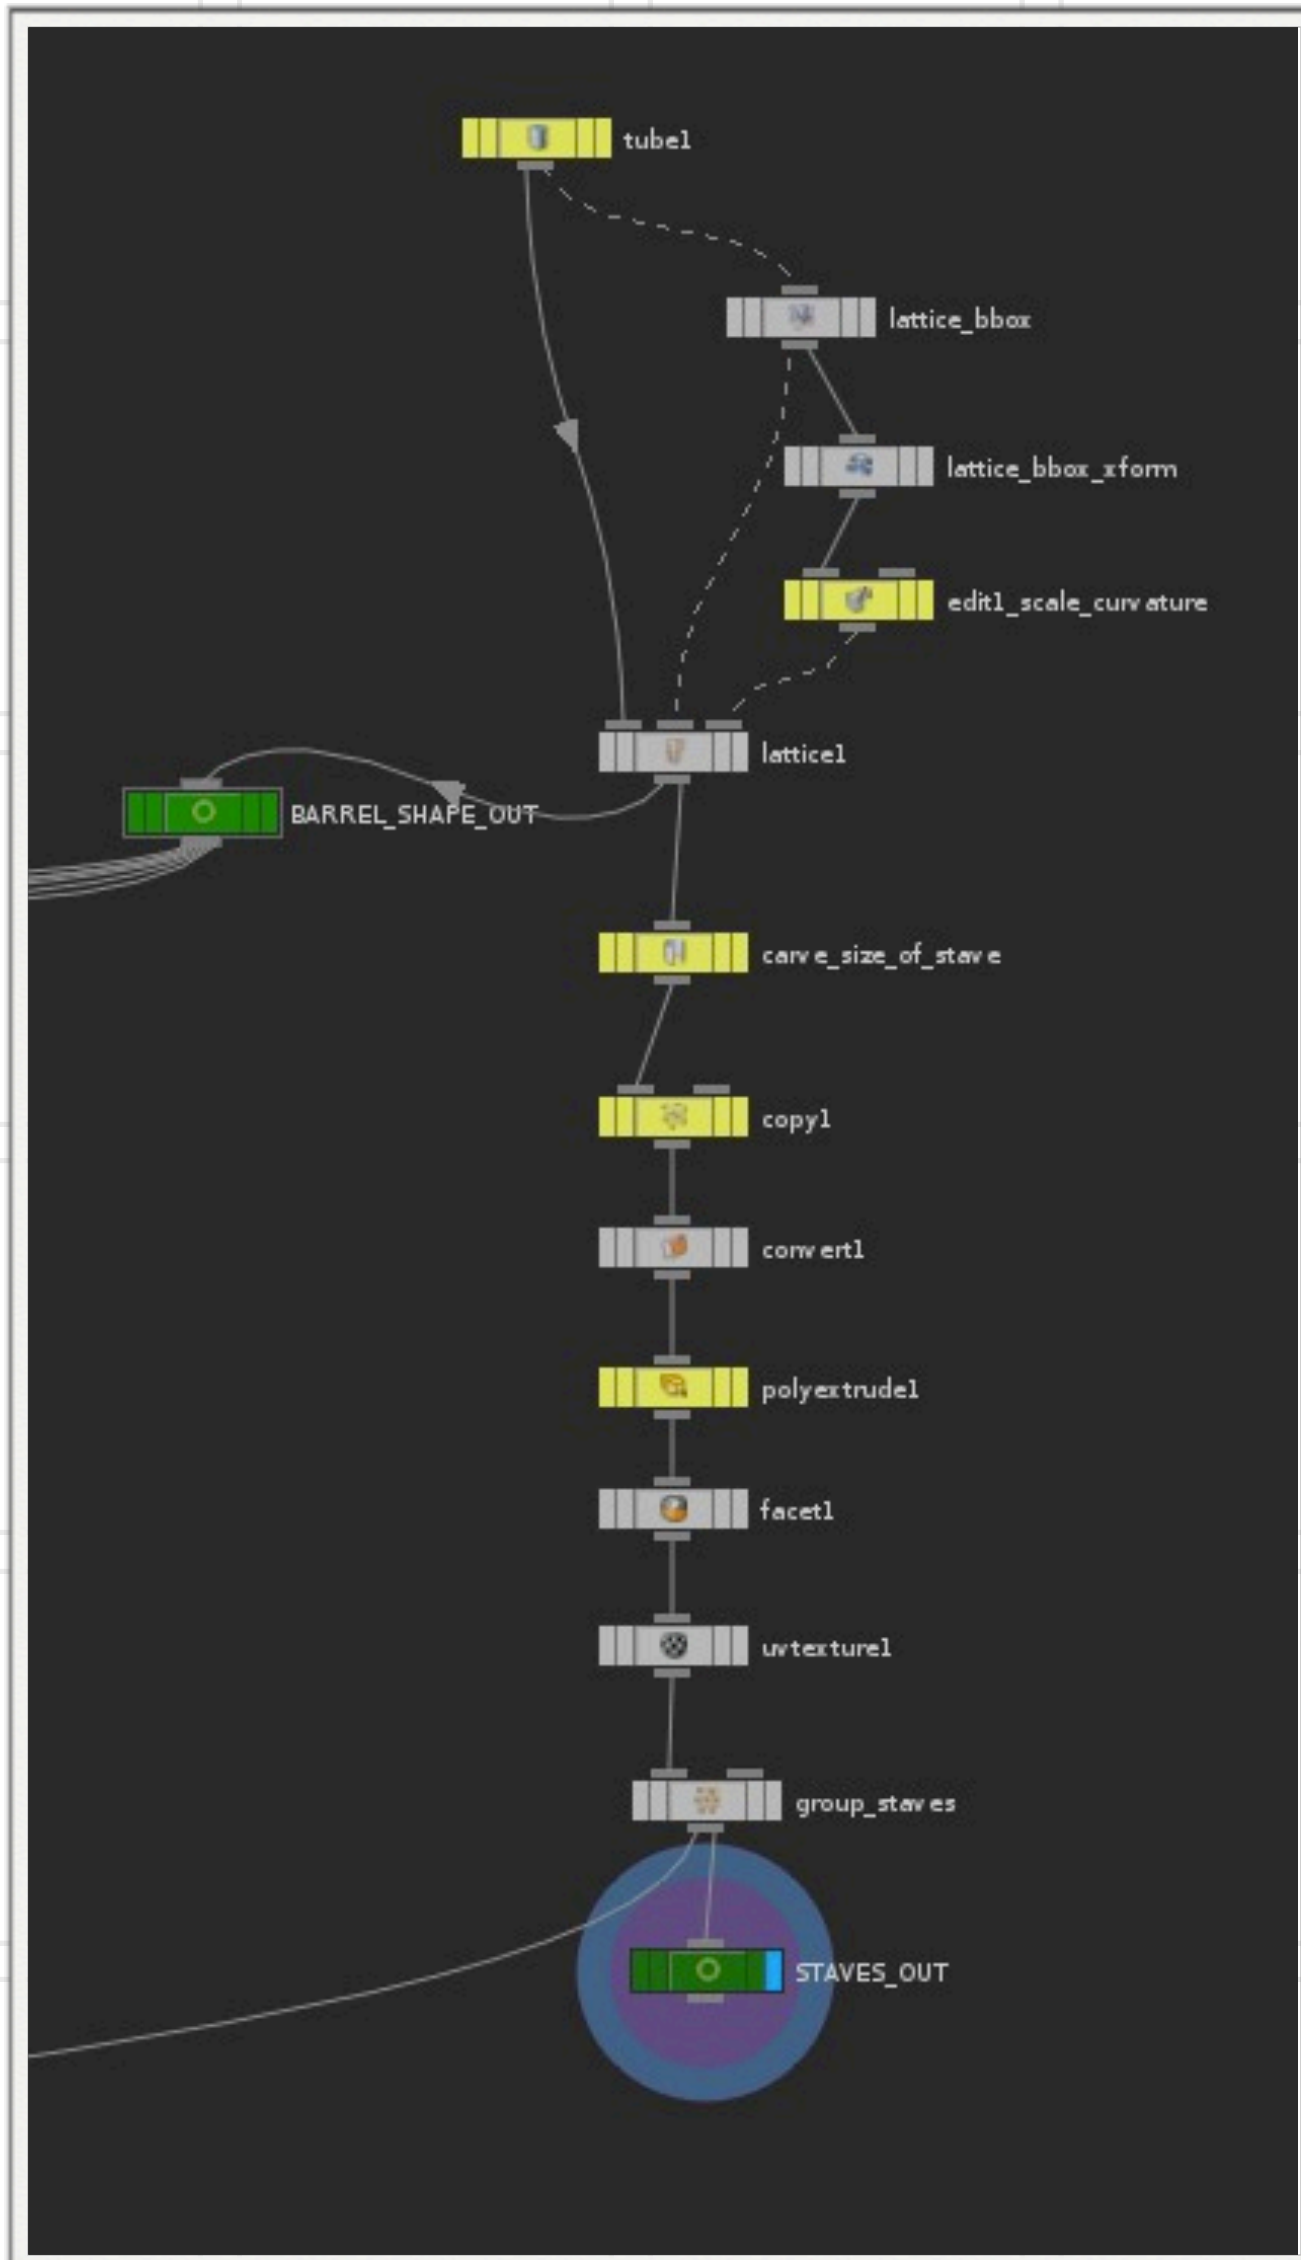 tube1
lattice_bbox
lattice_bbox_xform
edit1_scale_curvature
lattice1
BARREL_SHAPE_OUT
carve_size_of_stave
copy1
convert1
polyextrude1
facet1
uvtexture1
group_staves
STAVES_OUT